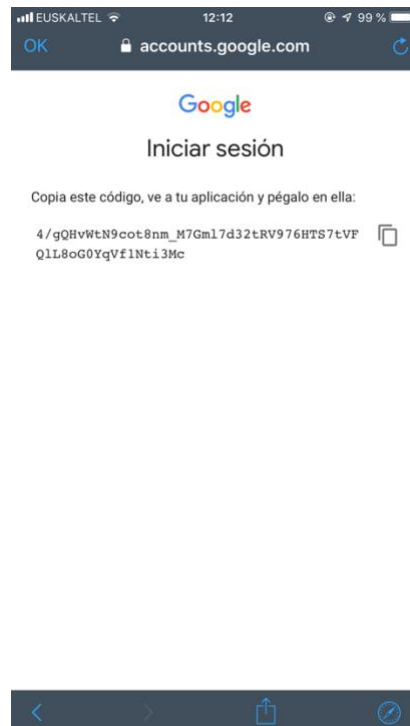 EUSKALTEL 12:12 99 %
OK accounts.google.com
Google
Iniciar sesión
Copia este código, ve a tu aplicación y pégalo en ella:
4/gQHvWtN9cot8nm_M7Gml7d32tRV976HTS7tVF
QlL8oG0YqVflNti3Mc